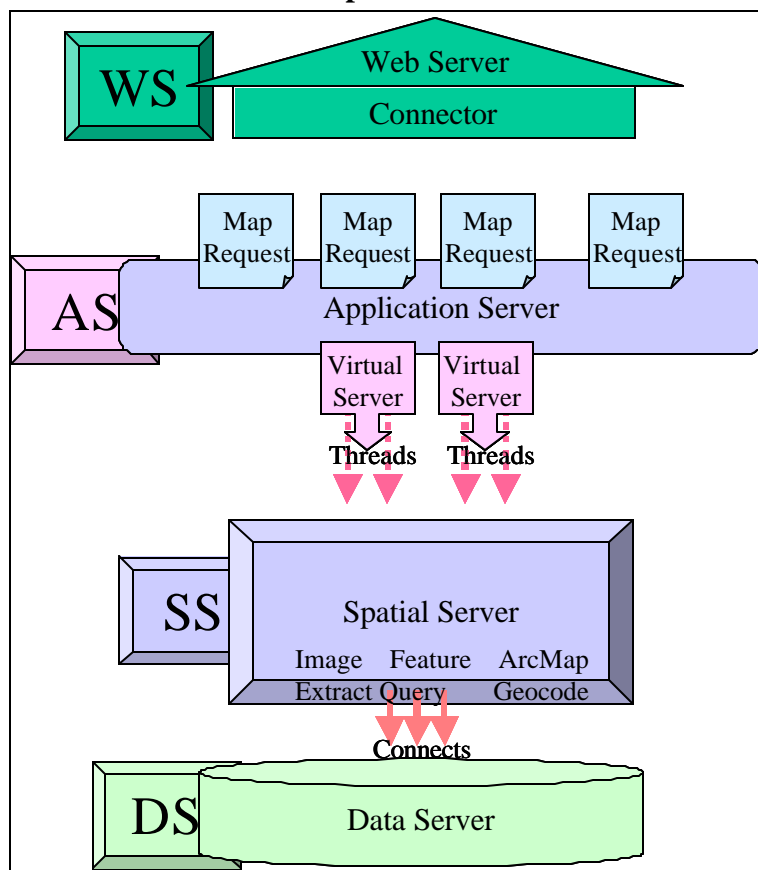 WS
Web Server
Connector
Map Map Map Map
Request Request Request Request
AS
Application Server
Virtual Virtual
Server Server
Threads Threads
SS
Spatial Server
Image Feature ArcMap
Extract Query Geocode
Connects
DS
Data Server